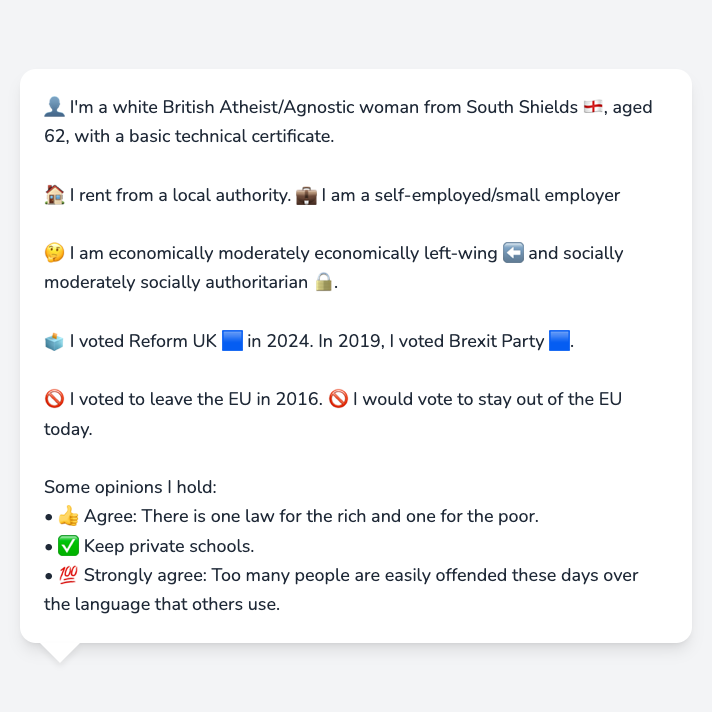 👤 I'm a white British Atheist/Agnostic woman from South Shields 🏴󠁧󠁢󠁥󠁮󠁧󠁿, aged
62, with a basic technical certificate.
🏠 I rent from a local authority. 💼 I am a self-employed/small employer
🤔 I am economically moderately economically left-wing ⬅️ and socially
moderately socially authoritarian 🔒.
🗳️ I voted Reform UK 🟦 in 2024. In 2019, I voted Brexit Party 🟦.
🚫 I voted to leave the EU in 2016. 🚫 I would vote to stay out of the EU
today.
Some opinions I hold:
• 👍 Agree: There is one law for the rich and one for the poor.
• ✅ Keep private schools.
• 💯 Strongly agree: Too many people are easily offended these days over
the language that others use.